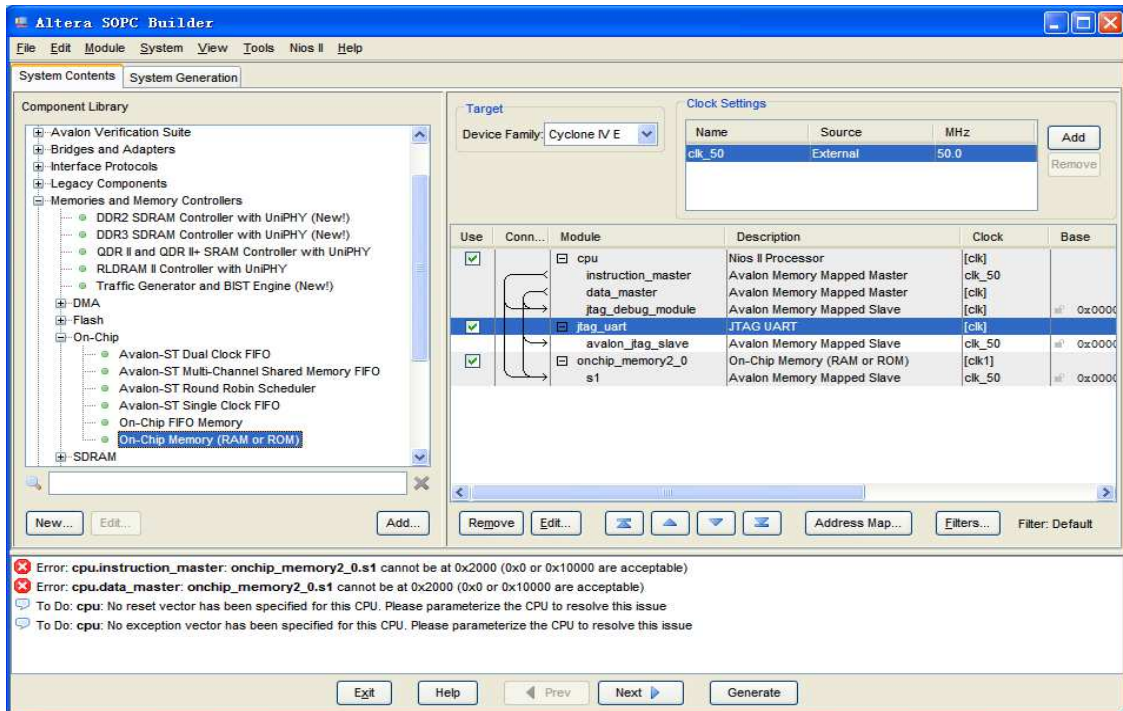 Altera SOPC Builder
File Edit Module System View Tools Nios II Help
System Contents System Generation
Component Library
Avalon Verification Suite
Bridges and Adapters
Interface Protocols
Legacy Components
Memories and Memory Controllers
DDR2 SDRAM Controller with UniPHY (New!)
DDR3 SDRAM Controller with UniPHY (New!)
QDR II and QDR II+ SRAM Controller with UniPHY
RLDRAM II Controller with UniPHY
Traffic Generator and BIST Engine (New!)
DMA
Flash
On-Chip
Avalon-ST Dual Clock FIFO
Avalon-ST Multi-Channel Shared Memory FIFO
Avalon-ST Round Robin Scheduler
Avalon-ST Single Clock FIFO
On-Chip FIFO Memory
On-Chip Memory (RAM or ROM)
SDRAM
New... Edit... Add...
Target
Device Family: Cyclone IV E
Clock Settings
Name Source MHz
clk_50 External 50.0
Add
Remove
Use Conn... Module Description Clock Base
cpu Nios II Processor [clk]
instruction_master Avalon Memory Mapped Master clk_50
data_master Avalon Memory Mapped Master [clk]
jtag_debug_module Avalon Memory Mapped Slave [clk] 0x0000
jtag_uart JTAG UART [clk]
avalon_jtag_slave Avalon Memory Mapped Slave clk_50 0x0000
onchip_memory2_0 On-Chip Memory (RAM or ROM) [clk1]
s1 Avalon Memory Mapped Slave clk_50 0x0000
Remove Edit... Address Map... Filters... Filter: Default
Error: cpu.instruction_master: onchip_memory2_0.s1 cannot be at 0x2000 (0x0 or 0x10000 are acceptable)
Error: cpu.data_master: onchip_memory2_0.s1 cannot be at 0x2000 (0x0 or 0x10000 are acceptable)
To Do: cpu: No reset vector has been specified for this CPU. Please parameterize the CPU to resolve this issue
To Do: cpu: No exception vector has been specified for this CPU. Please parameterize the CPU to resolve this issue
Exit Help Prev Next Generate